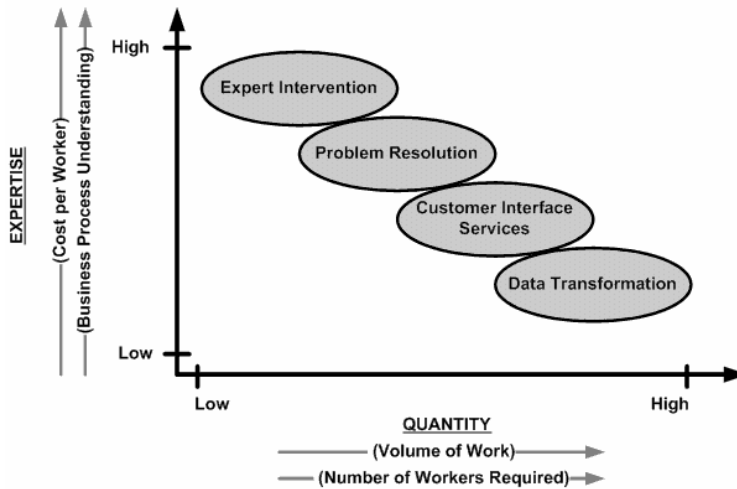 High
Expert Intervention
Problem Resolution
Customer Interface
Services
Data Transformation
Low
EXPERTISE
(Cost per Worker)
(Business Process Understanding)
Low
High
QUANTITY
(Volume of Work)
(Number of Workers Required)